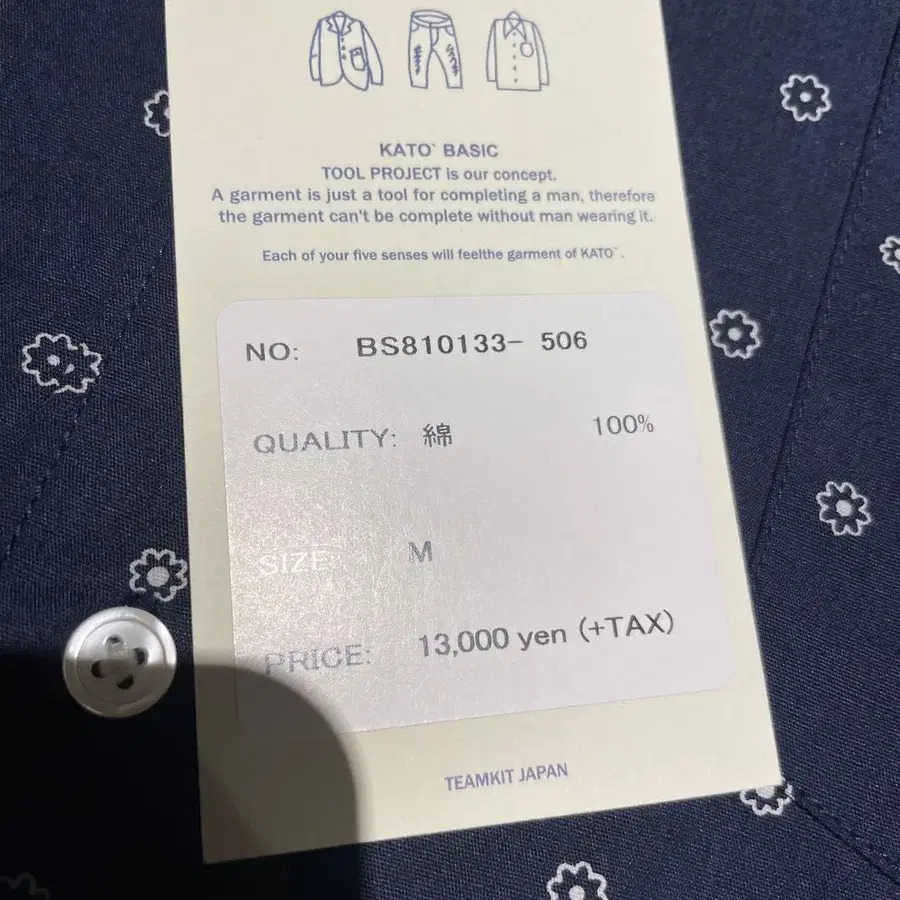 KATO` BASIC
TOOL PROJECT is our concept.
A garment is just a tool for completing a man, therefore
the garment can't be complete without man wearing it.
Each of your five senses will feelthe garment of KATO`.
NO: BS810133- 506
QUALITY: 綿 100%
SIZE: M
PRICE: 13,000 yen (+TAX)
TEAMKIT JAPAN